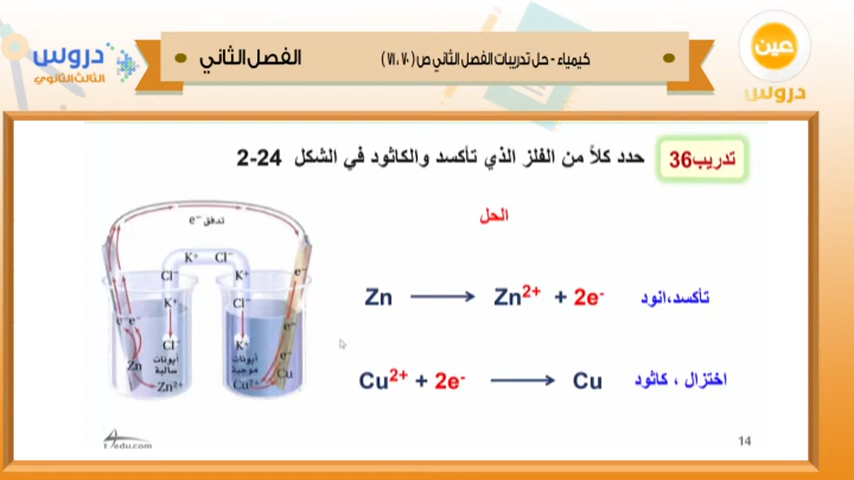 عين
دروس
كيمياء - حل تدريبات الفصل الثاني ص ( ٧٠ ، ٧١ )
الفصل الثاني
دروس
الثالث الثانوي
تدريب36 حدد كلاً من الفلز الذي تأكسد والكاثود في الشكل 24-2
الحل
Zn ⟶ Zn²⁺ + 2e⁻ تأكسد،انود
Cu²⁺ + 2e⁻ ⟶ Cu اختزال ، كاثود
تدفق e⁻
K⁺ Cl⁻
Cl⁻ K⁺
K⁺ Cl⁻
e⁻
e⁻ e⁻
e⁻
Cl⁻ K⁺
أيونات سالبة
أيونات موجبة
e⁻
Zn Cu
Zn²⁺ Cu²⁺
t4edu.com
14